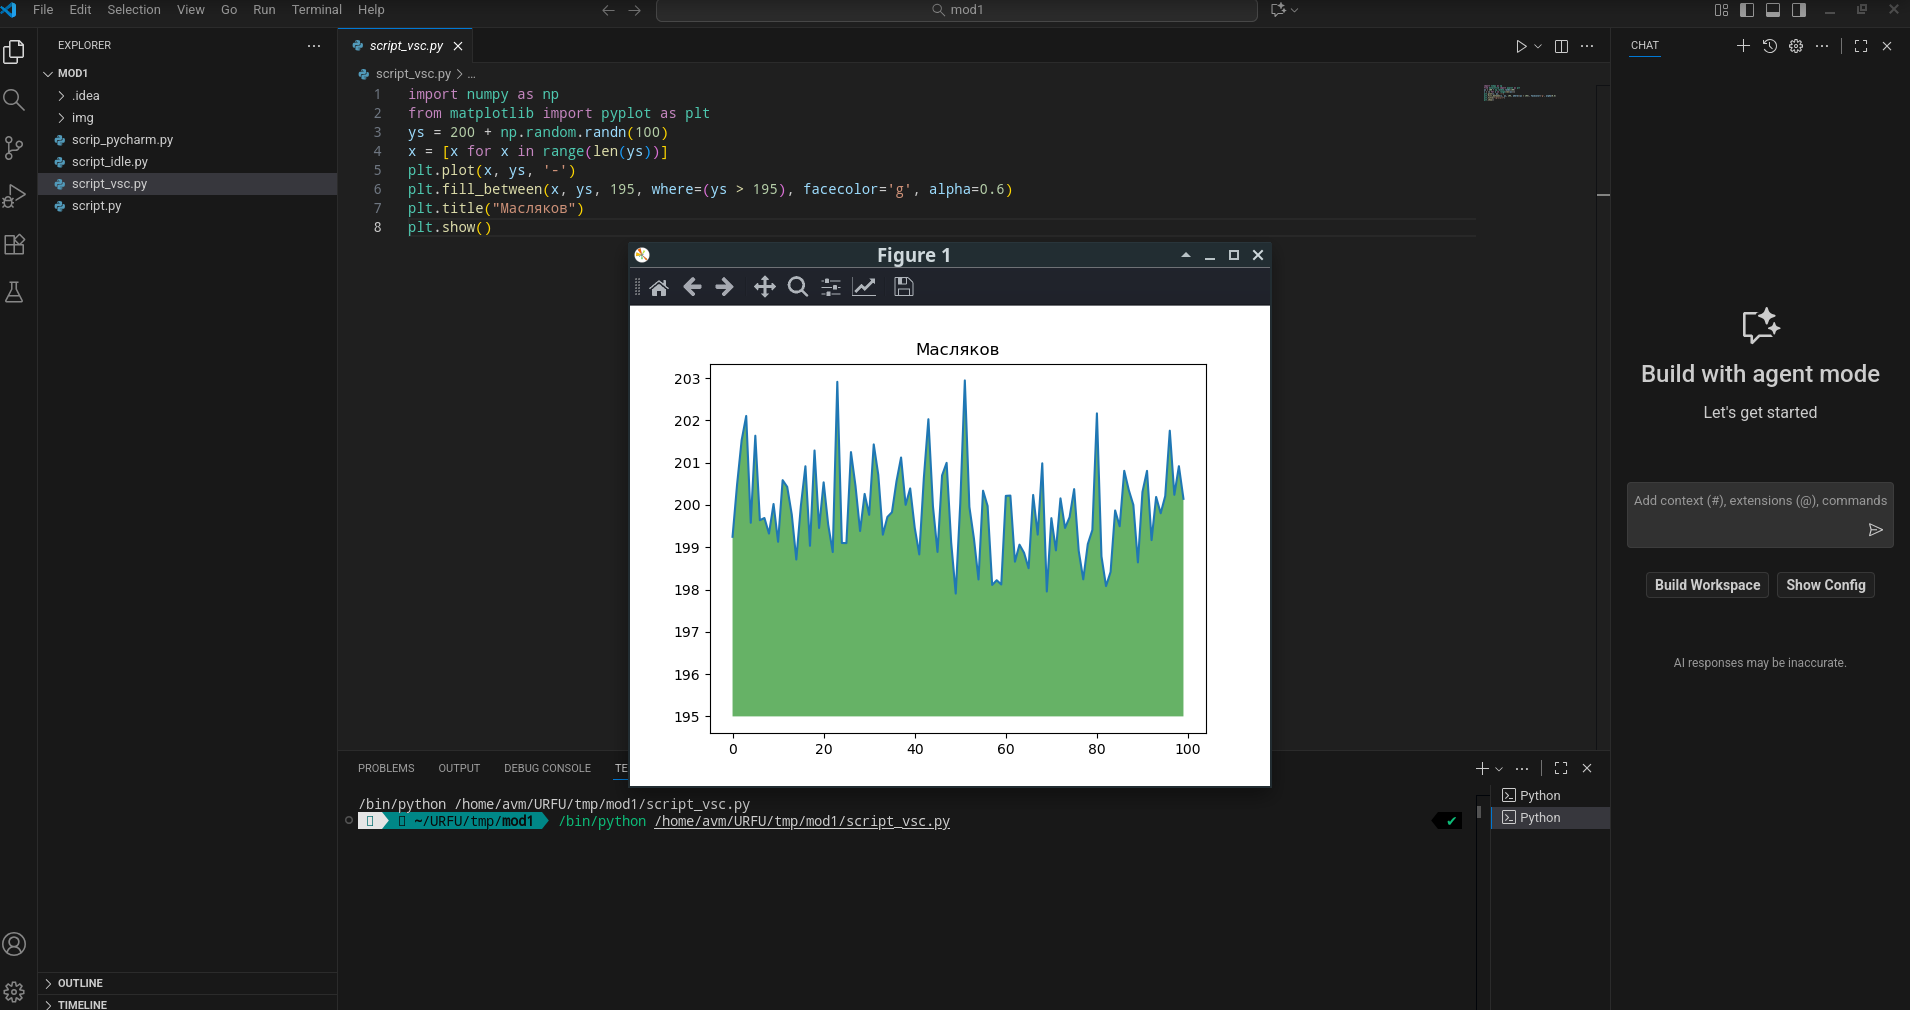 File Edit Selection View Go Run Terminal Help
mod1
EXPLORER
MOD1
.idea
img
scrip_pycharm.py
script_idle.py
script_vsc.py
script.py
OUTLINE
TIMELINE
script_vsc.py
script_vsc.py > ...
1 import numpy as np
2 from matplotlib import pyplot as plt
3 ys = 200 + np.random.randn(100)
4 x = [x for x in range(len(ys))]
5 plt.plot(x, ys, '-')
6 plt.fill_between(x, ys, 195, where=(ys > 195), facecolor='g', alpha=0.6)
7 plt.title("Масляков")
8 plt.show()
Figure 1
Масляков
203
202
201
200
199
198
197
196
195
0 20 40 60 80 100
PROBLEMS OUTPUT DEBUG CONSOLE TE
/bin/python /home/avm/URFU/tmp/mod1/script_vsc.py
~/URFU/tmp/mod1 /bin/python /home/avm/URFU/tmp/mod1/script_vsc.py
Python
Python
CHAT
Build with agent mode
Let's get started
Add context (#), extensions (@), commands
Build Workspace Show Config
AI responses may be inaccurate.